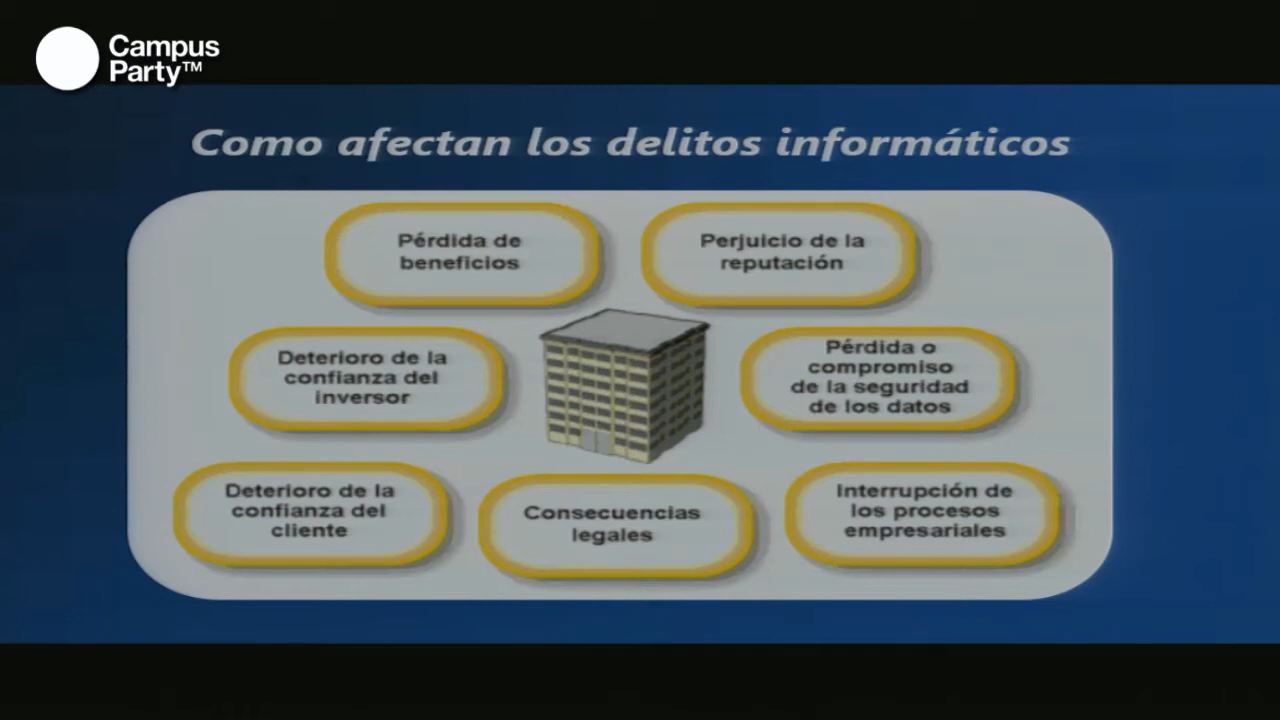 Campus
Party™
Como afectan los delitos informáticos
Pérdida de
beneficios
Perjuicio de la
reputación
Deterioro de la
confianza del
inversor
Pérdida o
compromiso
de la seguridad
de los datos
Deterioro de la
confianza del
cliente
Consecuencias
legales
Interrupción de
los procesos
empresariales